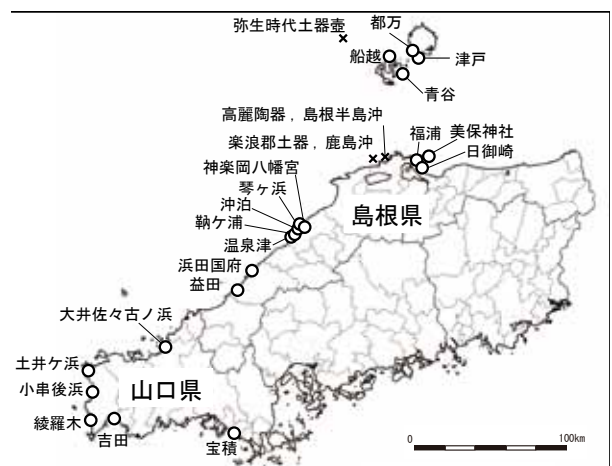 弥生時代土器壺
都万
船越
津戸
青谷
高麗陶器，島根半島沖
福浦
美保神社
楽浪郡土器，鹿島沖
日御崎
神楽岡八幡宮
琴ヶ浜
沖泊
島根県
鞆ケ浦
温泉津
浜田国府
益田
大井佐々古ノ浜
土井ケ浜
小串後浜
山口県
綾羅木
吉田
宝積
0 100km